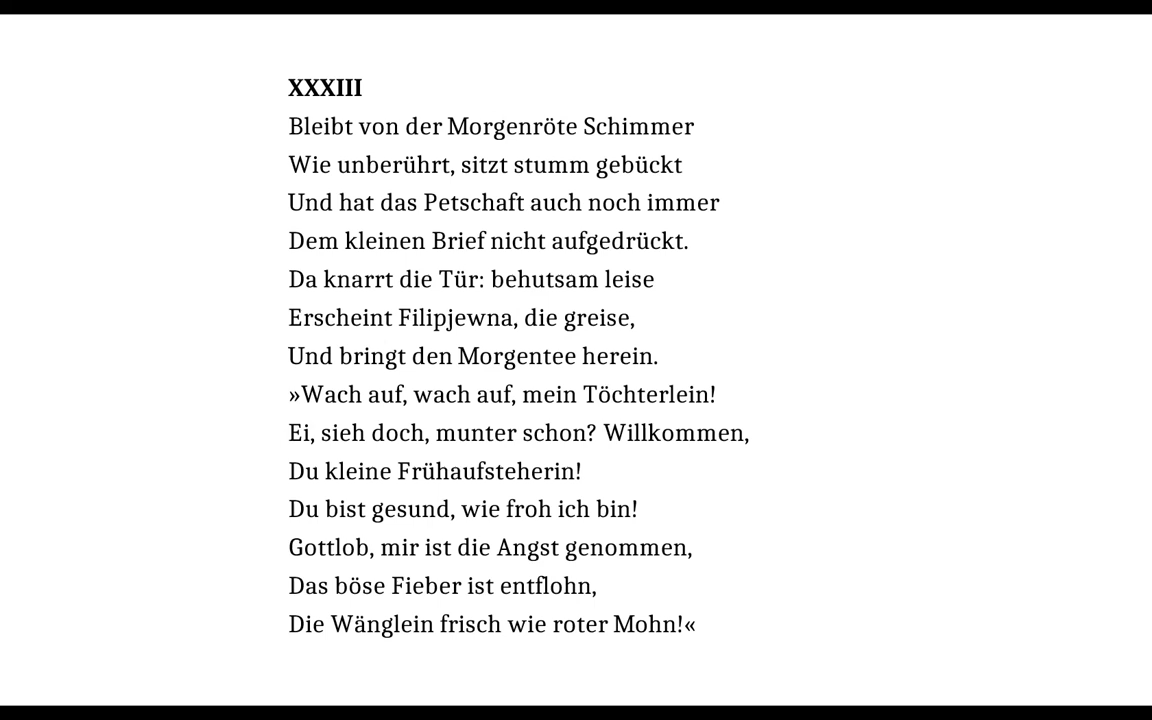 XXXIII
Bleibt von der Morgenröte Schimmer
Wie unberührt, sitzt stumm gebückt
Und hat das Petschaft auch noch immer
Dem kleinen Brief nicht aufgedrückt.
Da knarrt die Tür: behutsam leise
Erscheint Filipjewna, die greise,
Und bringt den Morgentee herein.
»Wach auf, wach auf, mein Töchterlein!
Ei, sieh doch, munter schon? Willkommen,
Du kleine Frühaufsteherin!
Du bist gesund, wie froh ich bin!
Gottlob, mir ist die Angst genommen,
Das böse Fieber ist entflohn,
Die Wänglein frisch wie roter Mohn!«